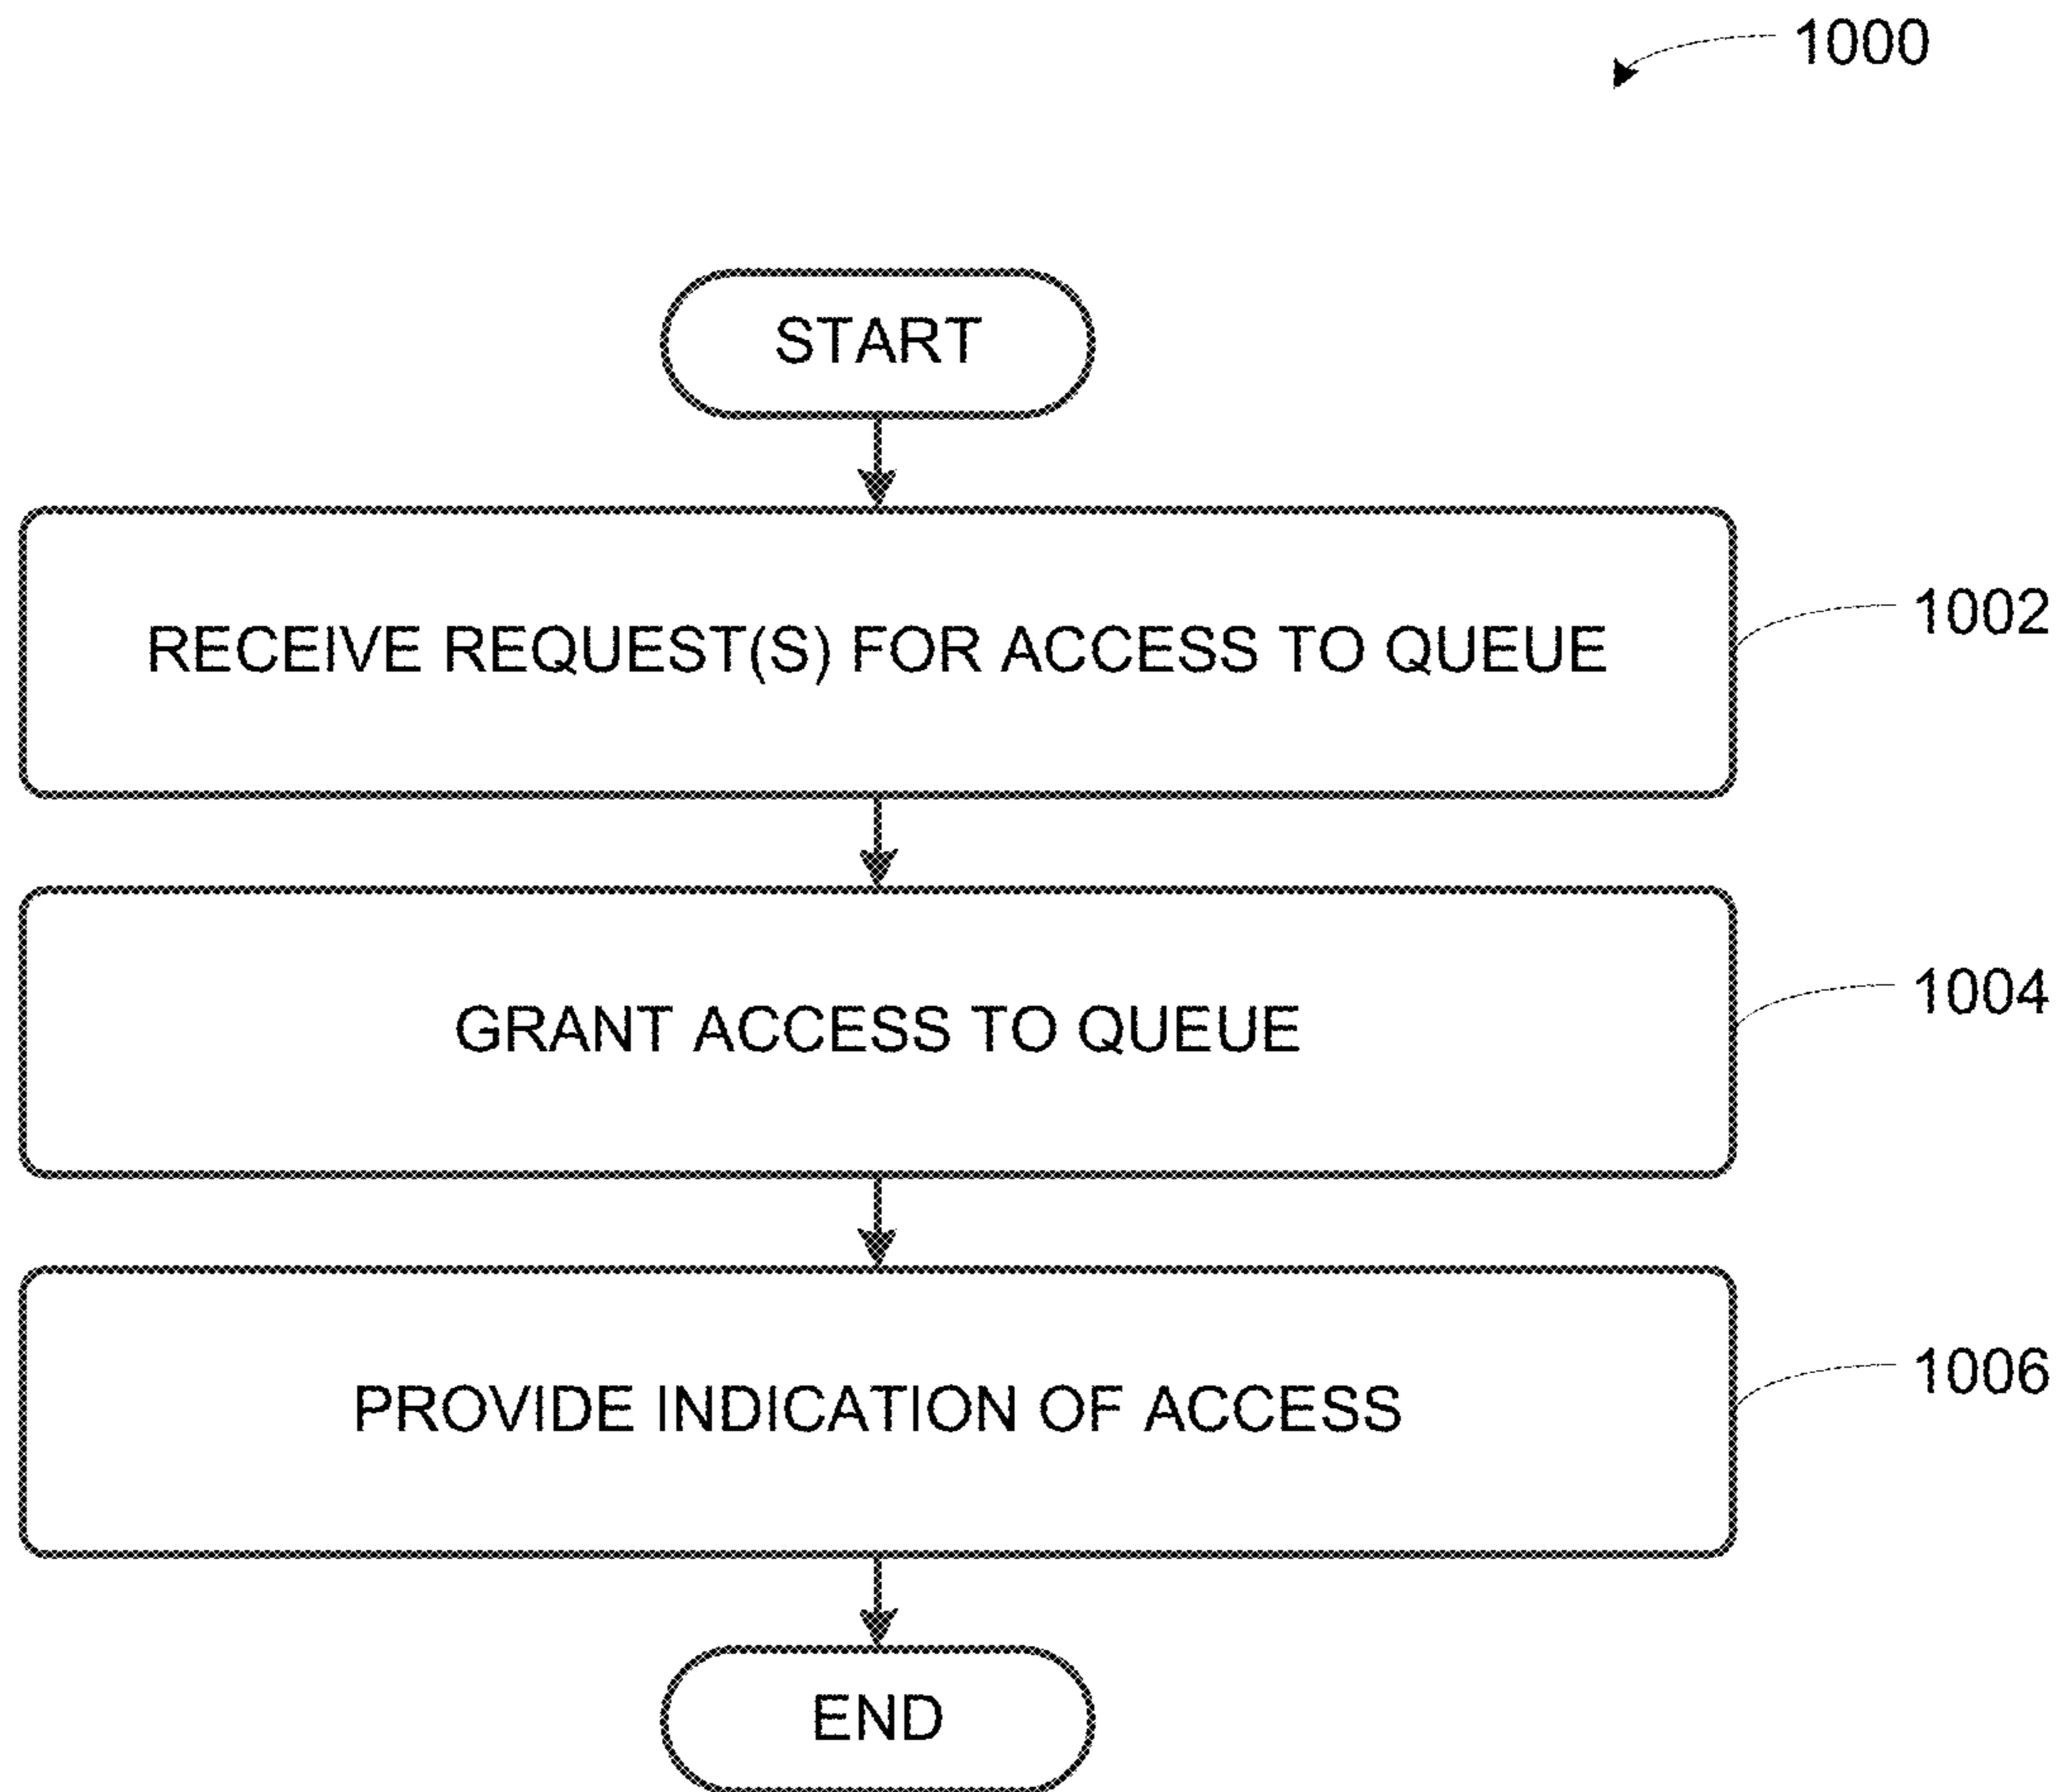 1000
START
RECEIVE REQUEST(S) FOR ACCESS TO QUEUE
1002
GRANT ACCESS TO QUEUE
1004
PROVIDE INDICATION OF ACCESS
1006
END